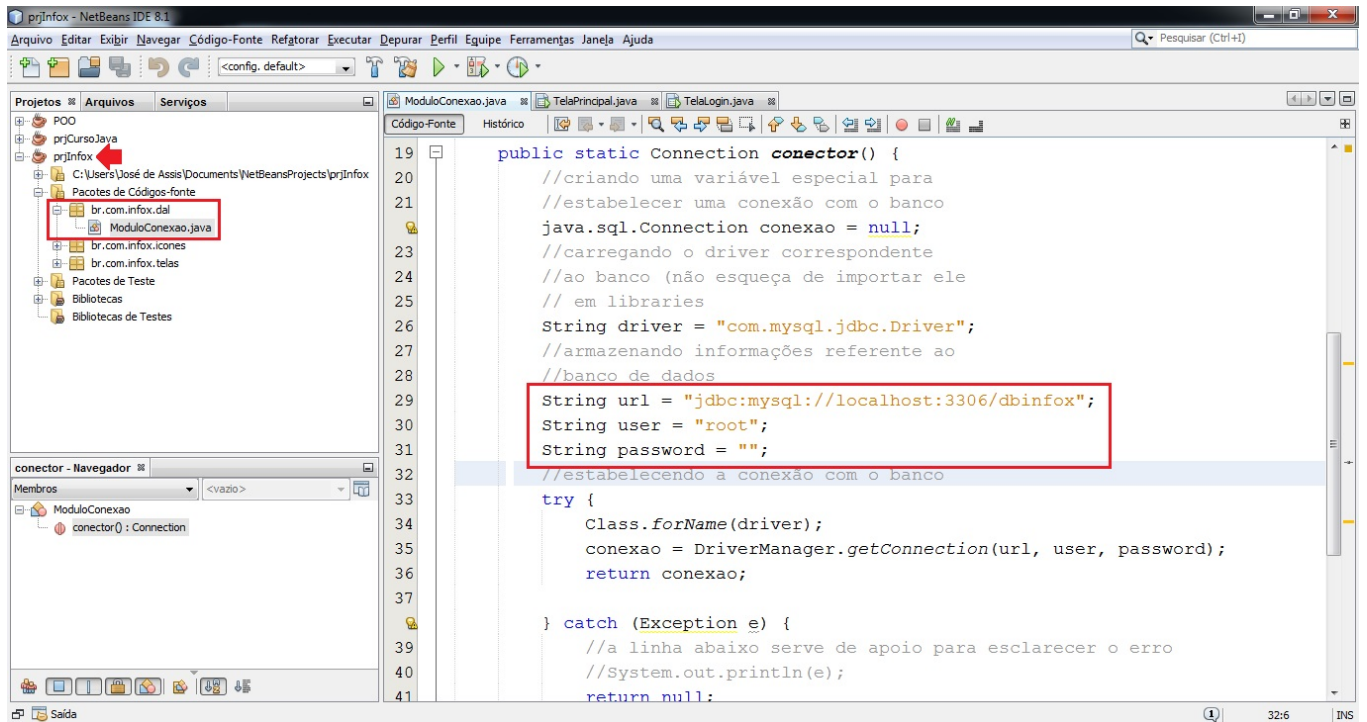 prjInfox - NetBeans IDE 8.1
Arquivo Editar Exibir Navegar Código-Fonte Refatorar Executar Depurar Perfil Equipe Ferramentas Janela Ajuda
Pesquisar (Ctrl+I)
<config. default>
Projetos Arquivos Serviços
POO
prjCursoJava
prjInfox
C:\Users\José de Assis\Documents\NetBeansProjects\prjInfox
Pacotes de Códigos-fonte
br.com.infox.dal
ModuloConexao.java
br.com.infox.icones
br.com.infox.telas
Pacotes de Teste
Bibliotecas
Bibliotecas de Testes
conector - Navegador
Membros <vazio>
ModuloConexao
conector() : Connection
ModuloConexao.java TelaPrincipal.java TelaLogin.java
Código-Fonte Histórico
19 public static Connection conector() {
20 //criando uma variável especial para
21 //estabelecer uma conexão com o banco
java.sql.Connection conexao = null;
23 //carregando o driver correspondente
24 //ao banco (não esqueça de importar ele
25 // em libraries
26 String driver = "com.mysql.jdbc.Driver";
27 //armazenando informações referente ao
28 //banco de dados
29 String url = "jdbc:mysql://localhost:3306/dbinfox";
30 String user = "root";
31 String password = "";
32 //estabelecendo a conexão com o banco
33 try {
34 Class.forName(driver);
35 conexao = DriverManager.getConnection(url, user, password);
36 return conexao;
37
} catch (Exception e) {
39 //a linha abaixo serve de apoio para esclarecer o erro
40 //System.out.println(e);
41 return null;
Saída
1 32:6 INS